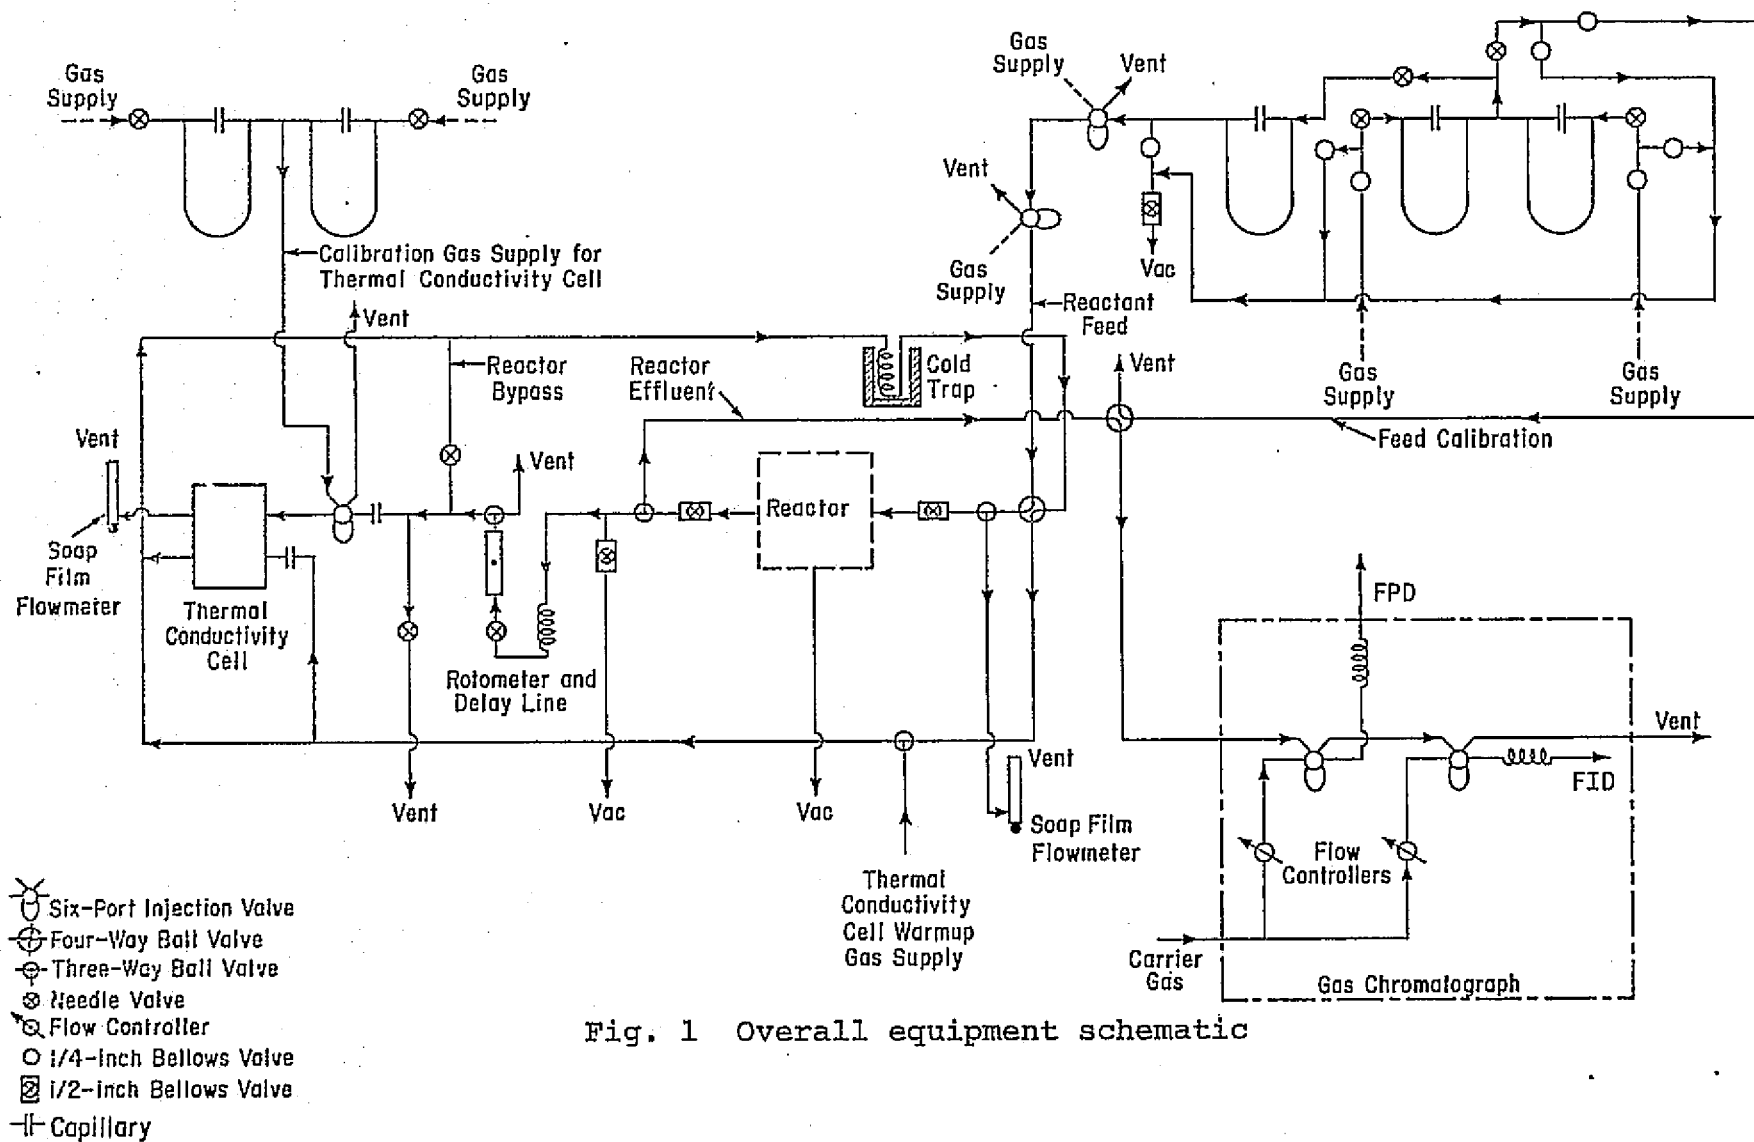 Gas
Supply
Gas
Supply
Gas
Supply
Vent
Vent
Gas
Supply
Vac
Calibration Gas Supply for
Thermal Conductivity Cell
Vent
Reactant
Feed
Reactor
Bypass
Reactor
Effluent
Cold
Trap
Vent
Gas
Supply
Gas
Supply
Feed Calibration
Vent
Vent
Reactor
Soap
Film
Flowmeter
Thermal
Conductivity
Cell
Rotometer and
Delay Line
FPD
Vent
FID
Vent
Vac
Vac
Vent
Soap Film
Flowmeter
Flow
Controllers
Thermal
Conductivity
Cell Warmup
Gas Supply
Carrier
Gas
Gas Chromatograph
Six-Port Injection Valve
Four-Way Ball Valve
Three-Way Ball Valve
Needle Valve
Flow Controller
1/4-Inch Bellows Valve
1/2-Inch Bellows Valve
Capillary
Fig. 1 Overall equipment schematic